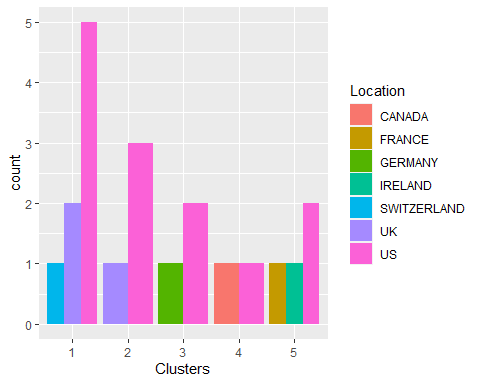 5
4
3
2
1
0
count
1 2 3 4 5
Clusters
Location
CANADA
FRANCE
GERMANY
IRELAND
SWITZERLAND
UK
US